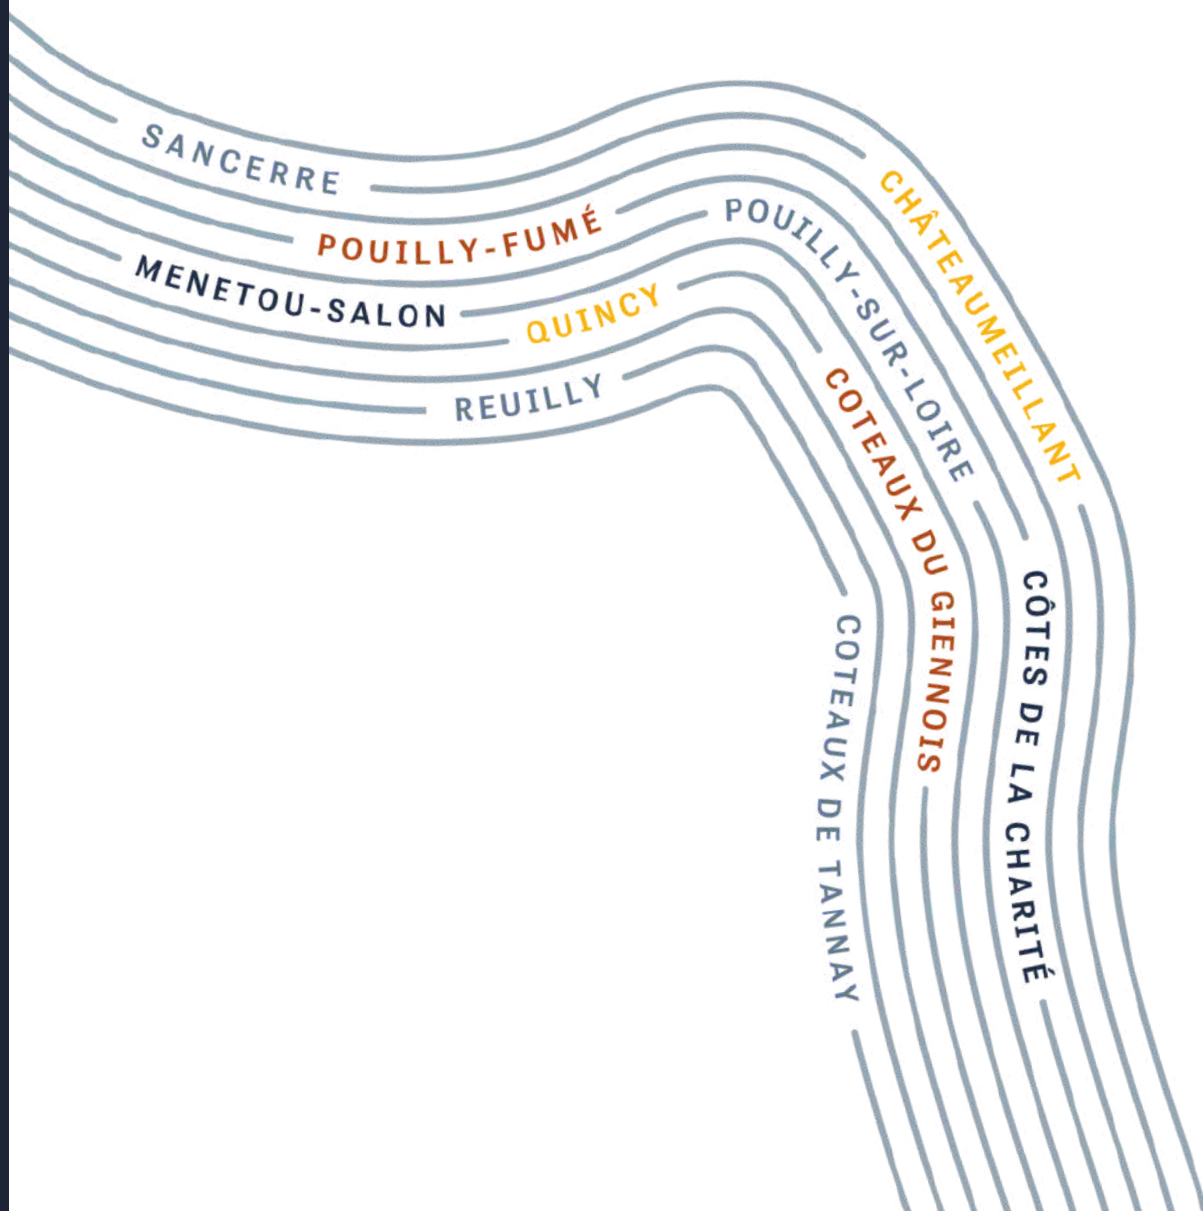 SANCERRE
POUILLY-FUMÉ
MENETOU-SALON
QUINCY
REUILLY
CHÂTEAUMEILLANT
POUILLY-SUR-LOIRE
COTEAUX DU GIENNOIS
CÔTES DE LA CHARITÉ
COTEAUX DE TANNAY